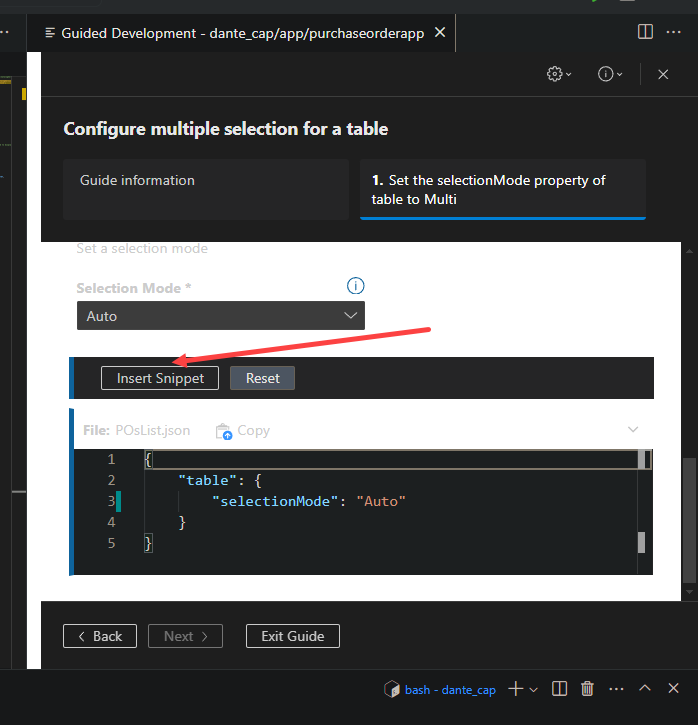 Guided Development - dante_cap/app/purchaseorderapp
Configure multiple selection for a table
Guide information
1. Set the selectionMode property of
table to Multi
Set a selection mode
Selection Mode *
Auto
Insert Snippet
Reset
File: POsList.json
Copy
1 {
2 "table": {
3 "selectionMode": "Auto"
4 }
5 }
Back
Next
Exit Guide
bash - dante_cap